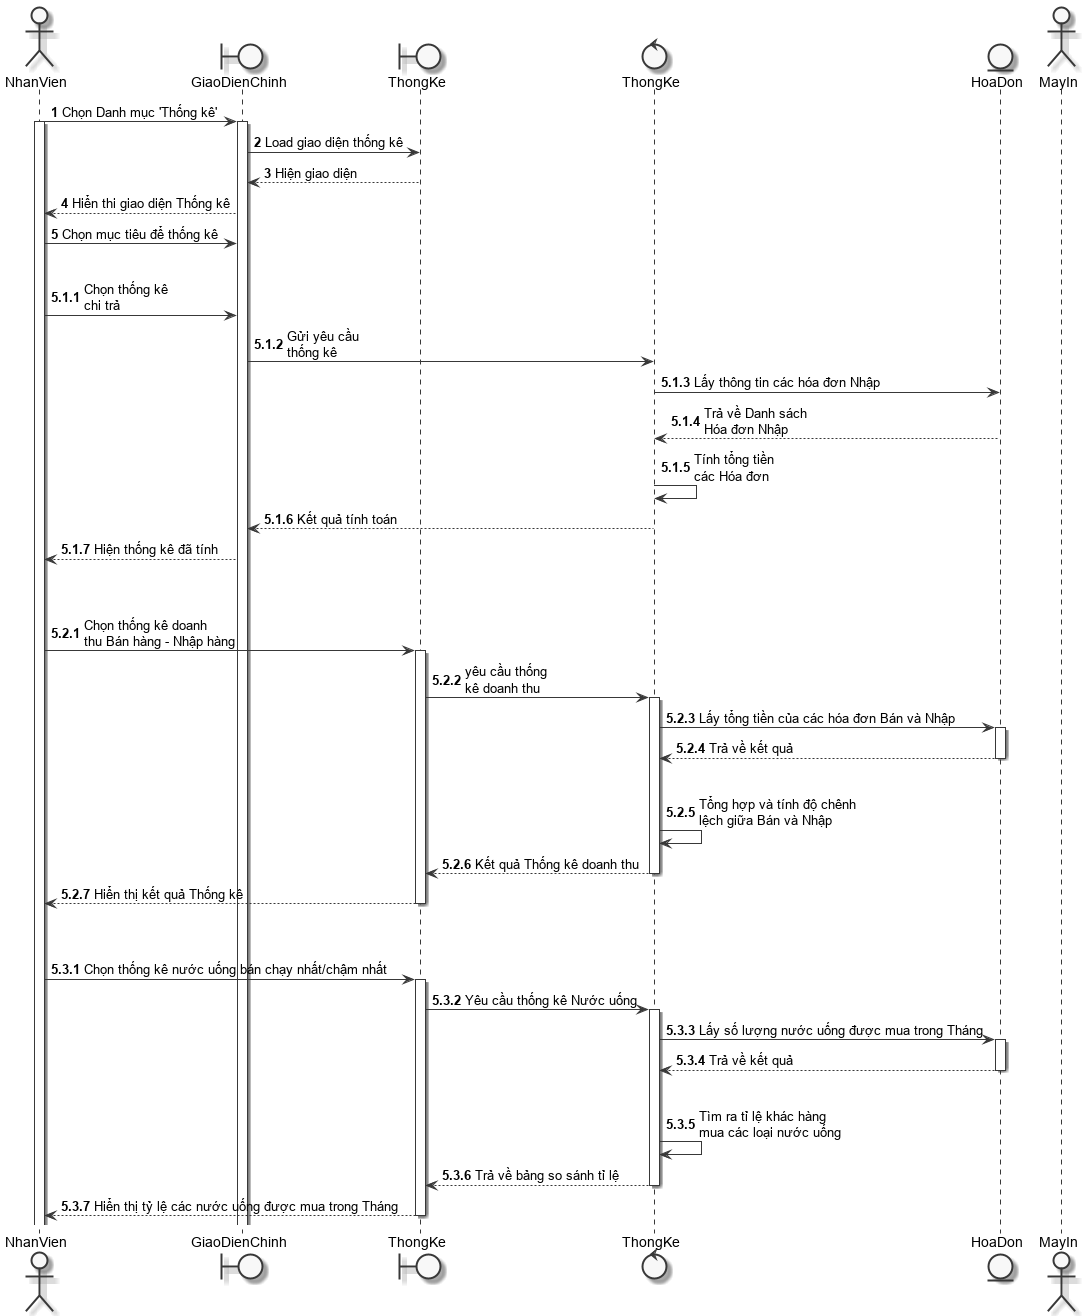 NhanVien
GiaoDienChinh
ThongKe
ThongKe
HoaDon
MayIn
1 Chọn Danh mục 'Thống kê'
2 Load giao diện thống kê
3 Hiện giao diện
4 Hiển thi giao diện Thống kê
5 Chọn mục tiêu để thống kê
5.1.1 Chọn thống kê
chi trả
5.1.2 Gửi yêu cầu
thống kê
5.1.3 Lấy thông tin các hóa đơn Nhập
5.1.4 Trả về Danh sách
Hóa đơn Nhập
5.1.5 Tính tổng tiền
các Hóa đơn
5.1.6 Kết quả tính toán
5.1.7 Hiện thống kê đã tính
5.2.1 Chọn thống kê doanh
thu Bán hàng - Nhập hàng
5.2.2 yêu cầu thống
kê doanh thu
5.2.3 Lấy tổng tiền của các hóa đơn Bán và Nhập
5.2.4 Trả về kết quả
5.2.5 Tổng hợp và tính độ chênh
lệch giữa Bán và Nhập
5.2.6 Kết quả Thống kê doanh thu
5.2.7 Hiển thị kết quả Thống kê
5.3.1 Chọn thống kê nước uống bán chạy nhất/chậm nhất
5.3.2 Yêu cầu thống kê Nước uống
5.3.3 Lấy số lượng nước uống được mua trong Tháng
5.3.4 Trả về kết quả
5.3.5 Tìm ra tỉ lệ khác hàng
mua các loại nước uống
5.3.6 Trả về bảng so sánh tỉ lệ
5.3.7 Hiển thị tỷ lệ các nước uống được mua trong Tháng
NhanVien
GiaoDienChinh
ThongKe
ThongKe
HoaDon
MayIn